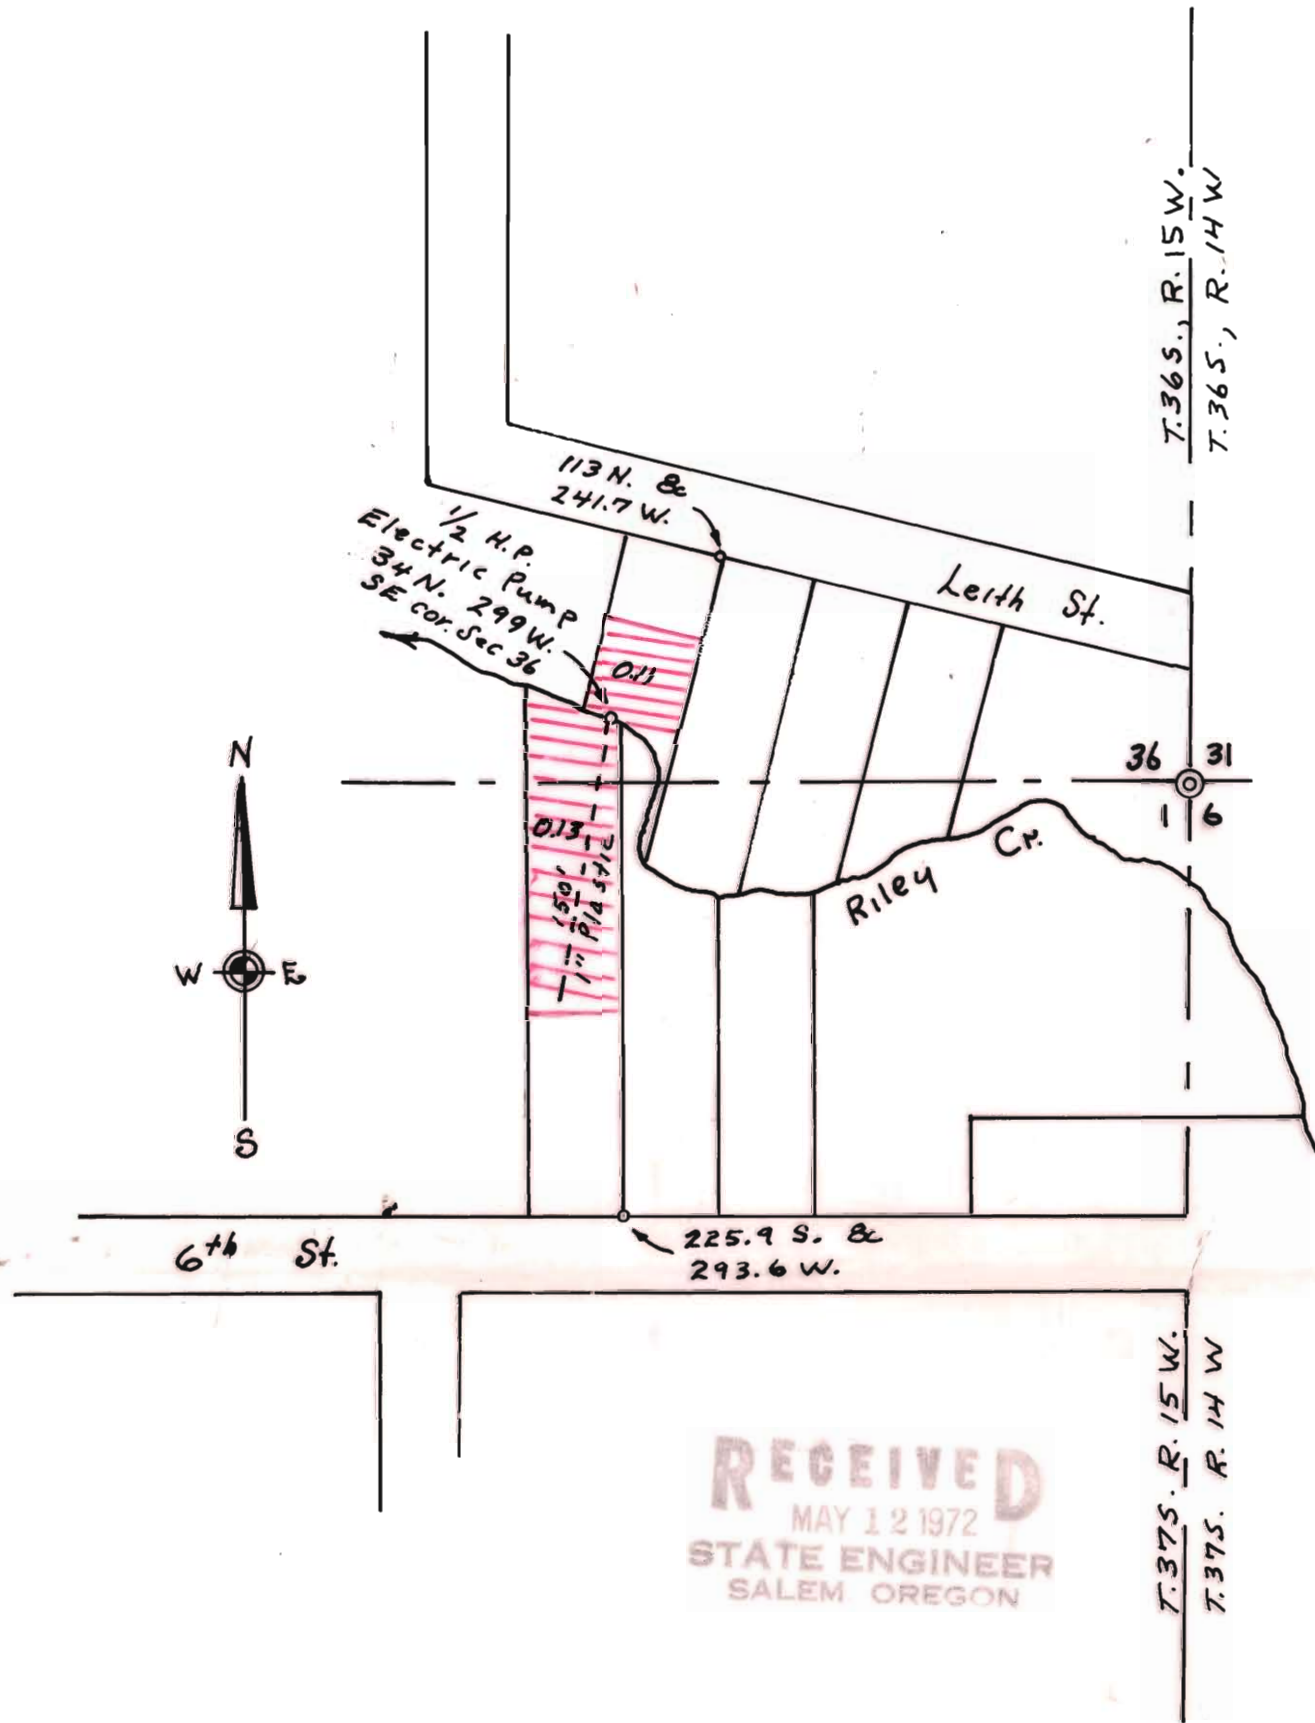 T.36S., R.15W.
T.36S., R.14W
113 N. &
241.7 W.
1/2 H.P.
Electric Pump
34 N. 299 W.
SE cor. Sec 36
Leith St.
0.11
N
36 31
1 6
0.13
150'
1" Plastic
Riley Cr.
W E
S
6th St.
225.9 S. &
293.6 W.
T.37S. R.15W.
T.37S. R.14W
RECEIVED
MAY 12 1972
STATE ENGINEER
SALEM OREGON